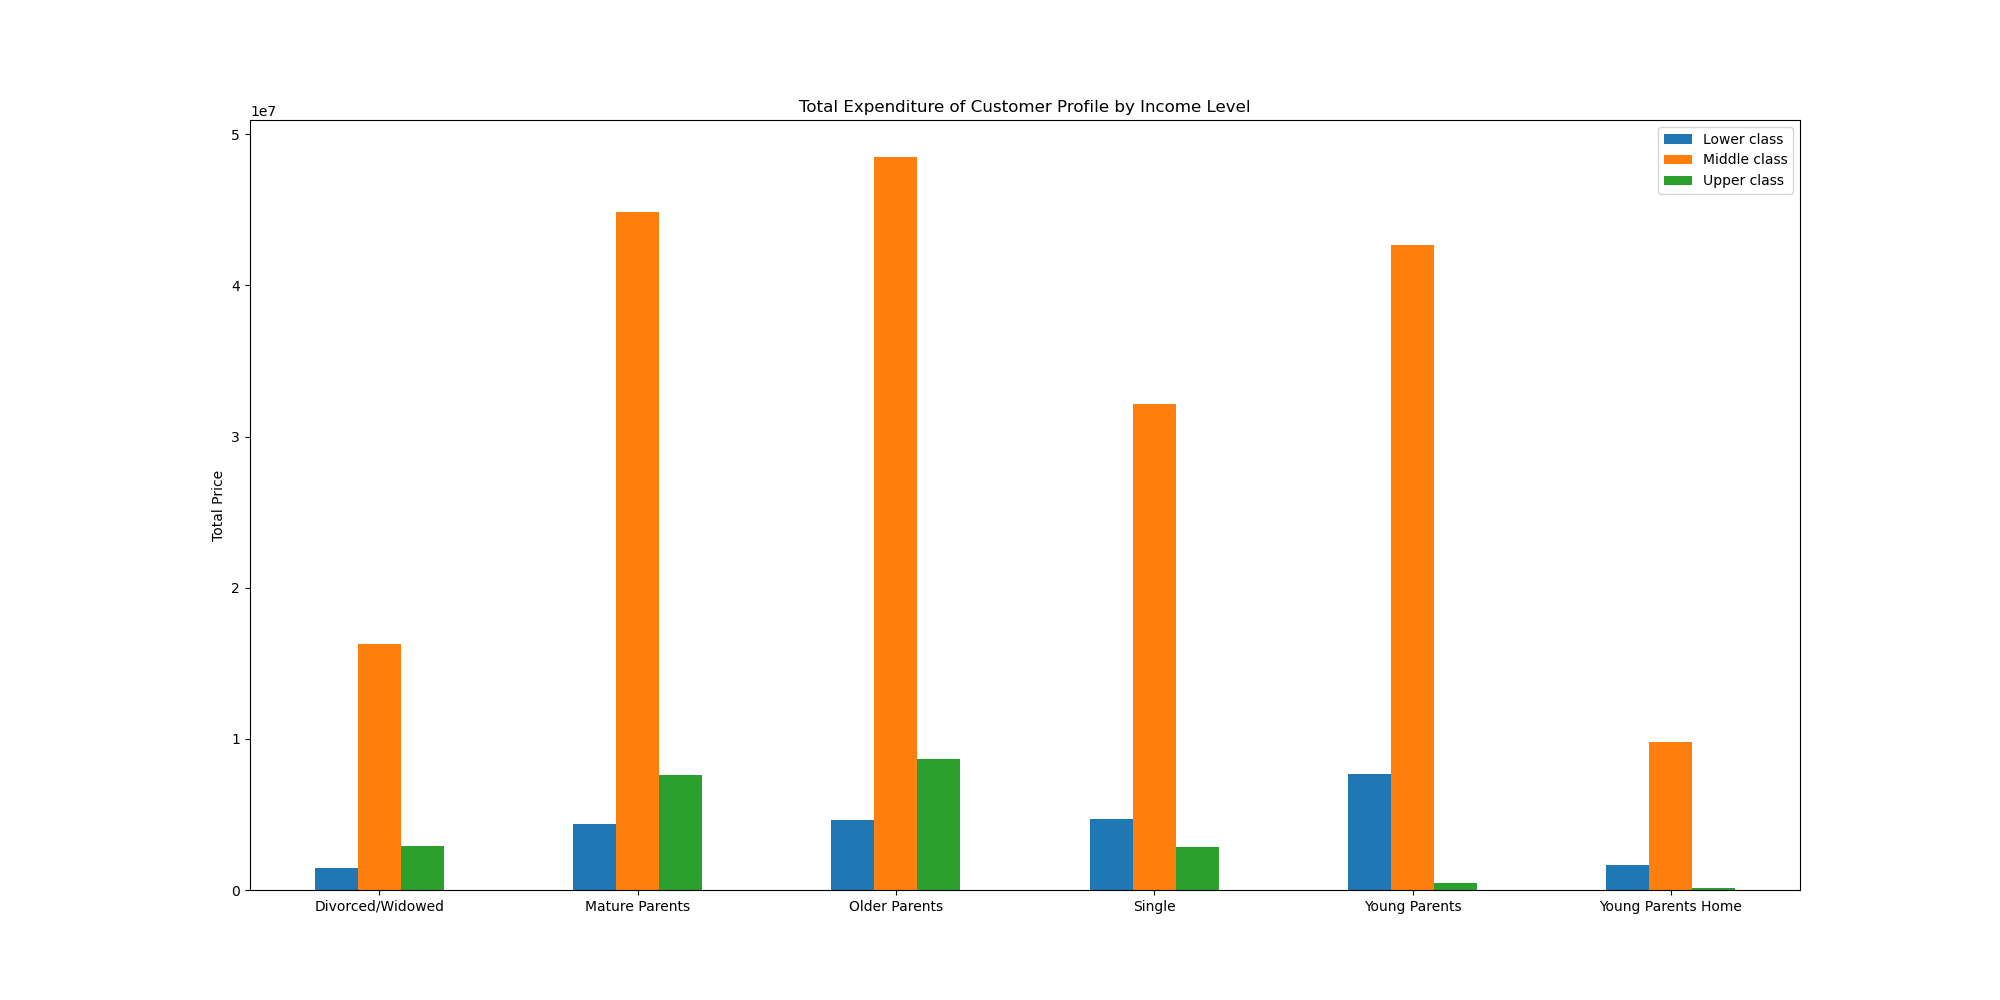 Total Expenditure of Customer Profile by Income Level
1e7
5
4
3
2
1
0
Total Price
Lower class
Middle class
Upper class
Divorced/Widowed
Mature Parents
Older Parents
Single
Young Parents
Young Parents Home